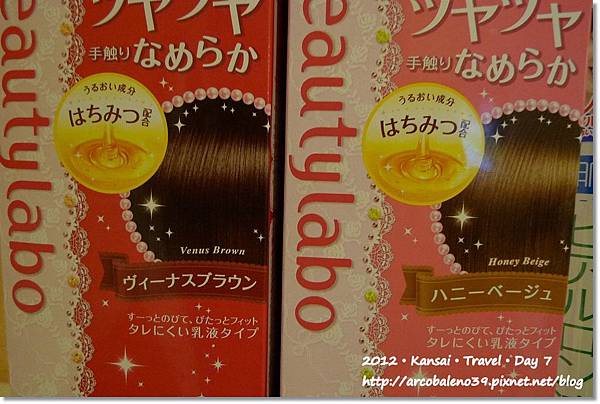 eautylabo
ツヤツヤ
手触りなめらか
うるおい成分
はちみつ配合
Venus Brown
ヴィーナスブラウン
すーっとのびて、ぴたっとフィット
タレにくい乳液タイプ
eautylabo
ツヤツヤ
手触りなめらか
うるおい成分
はちみつ配合
Honey Beige
ハニーベージュ
すーっとのびて、ぴたっとフィット
タレにくい乳液タイプ
2012・Kansai・Travel・Day 7
http://arcobaleno39.pixnet.net/blog